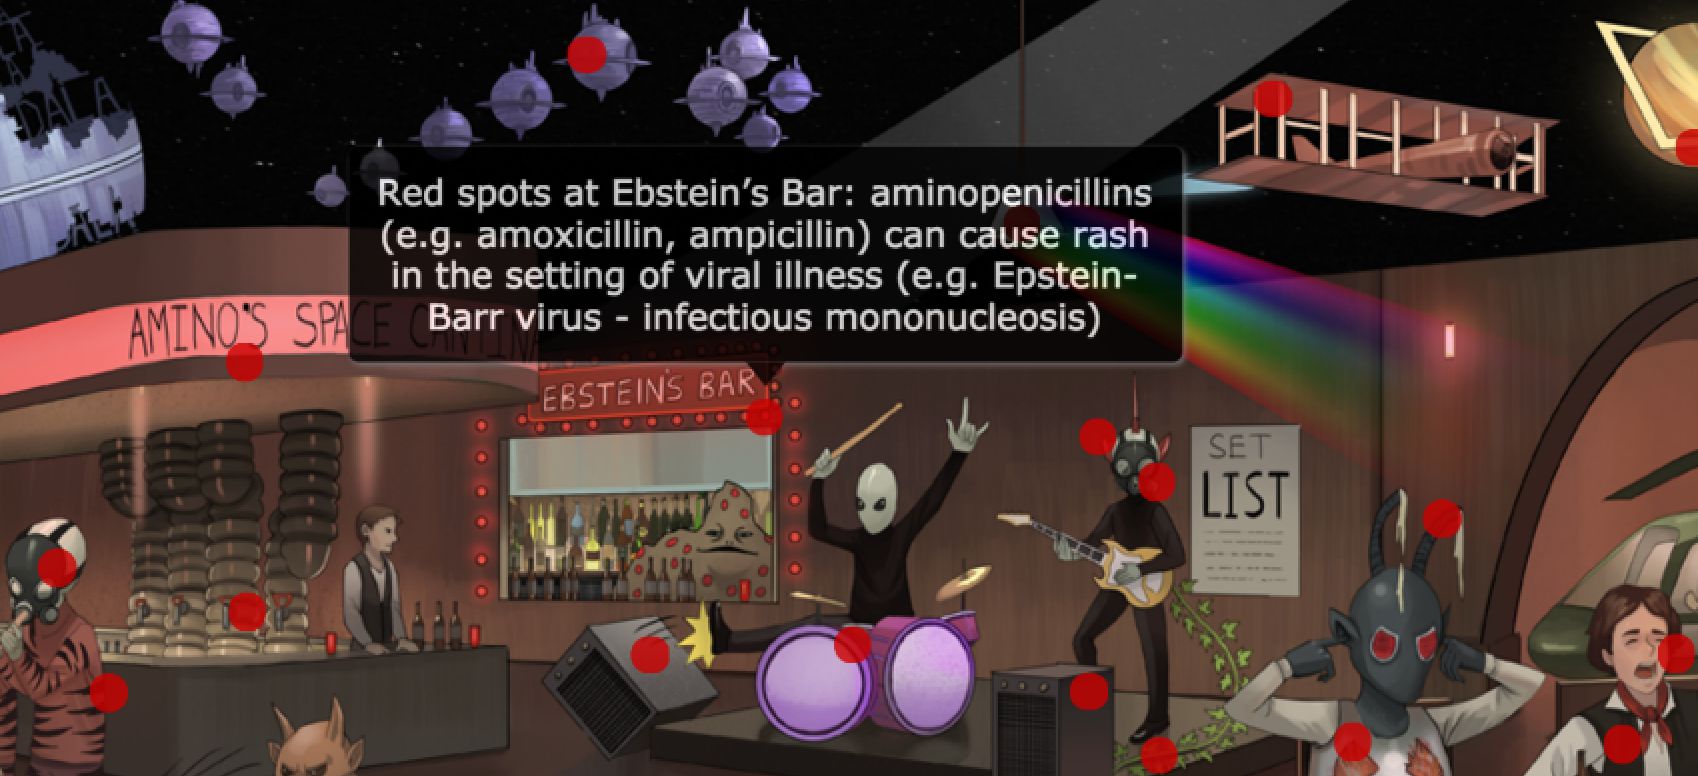 DALA
Red spots at Ebstein’s Bar: aminopenicillins
(e.g. amoxicillin, ampicillin) can cause rash
in the setting of viral illness (e.g. Epstein-
Barr virus - infectious mononucleosis)
AMINO'S SPACE CANTINA
EBSTEIN'S BAR
SET
LIST